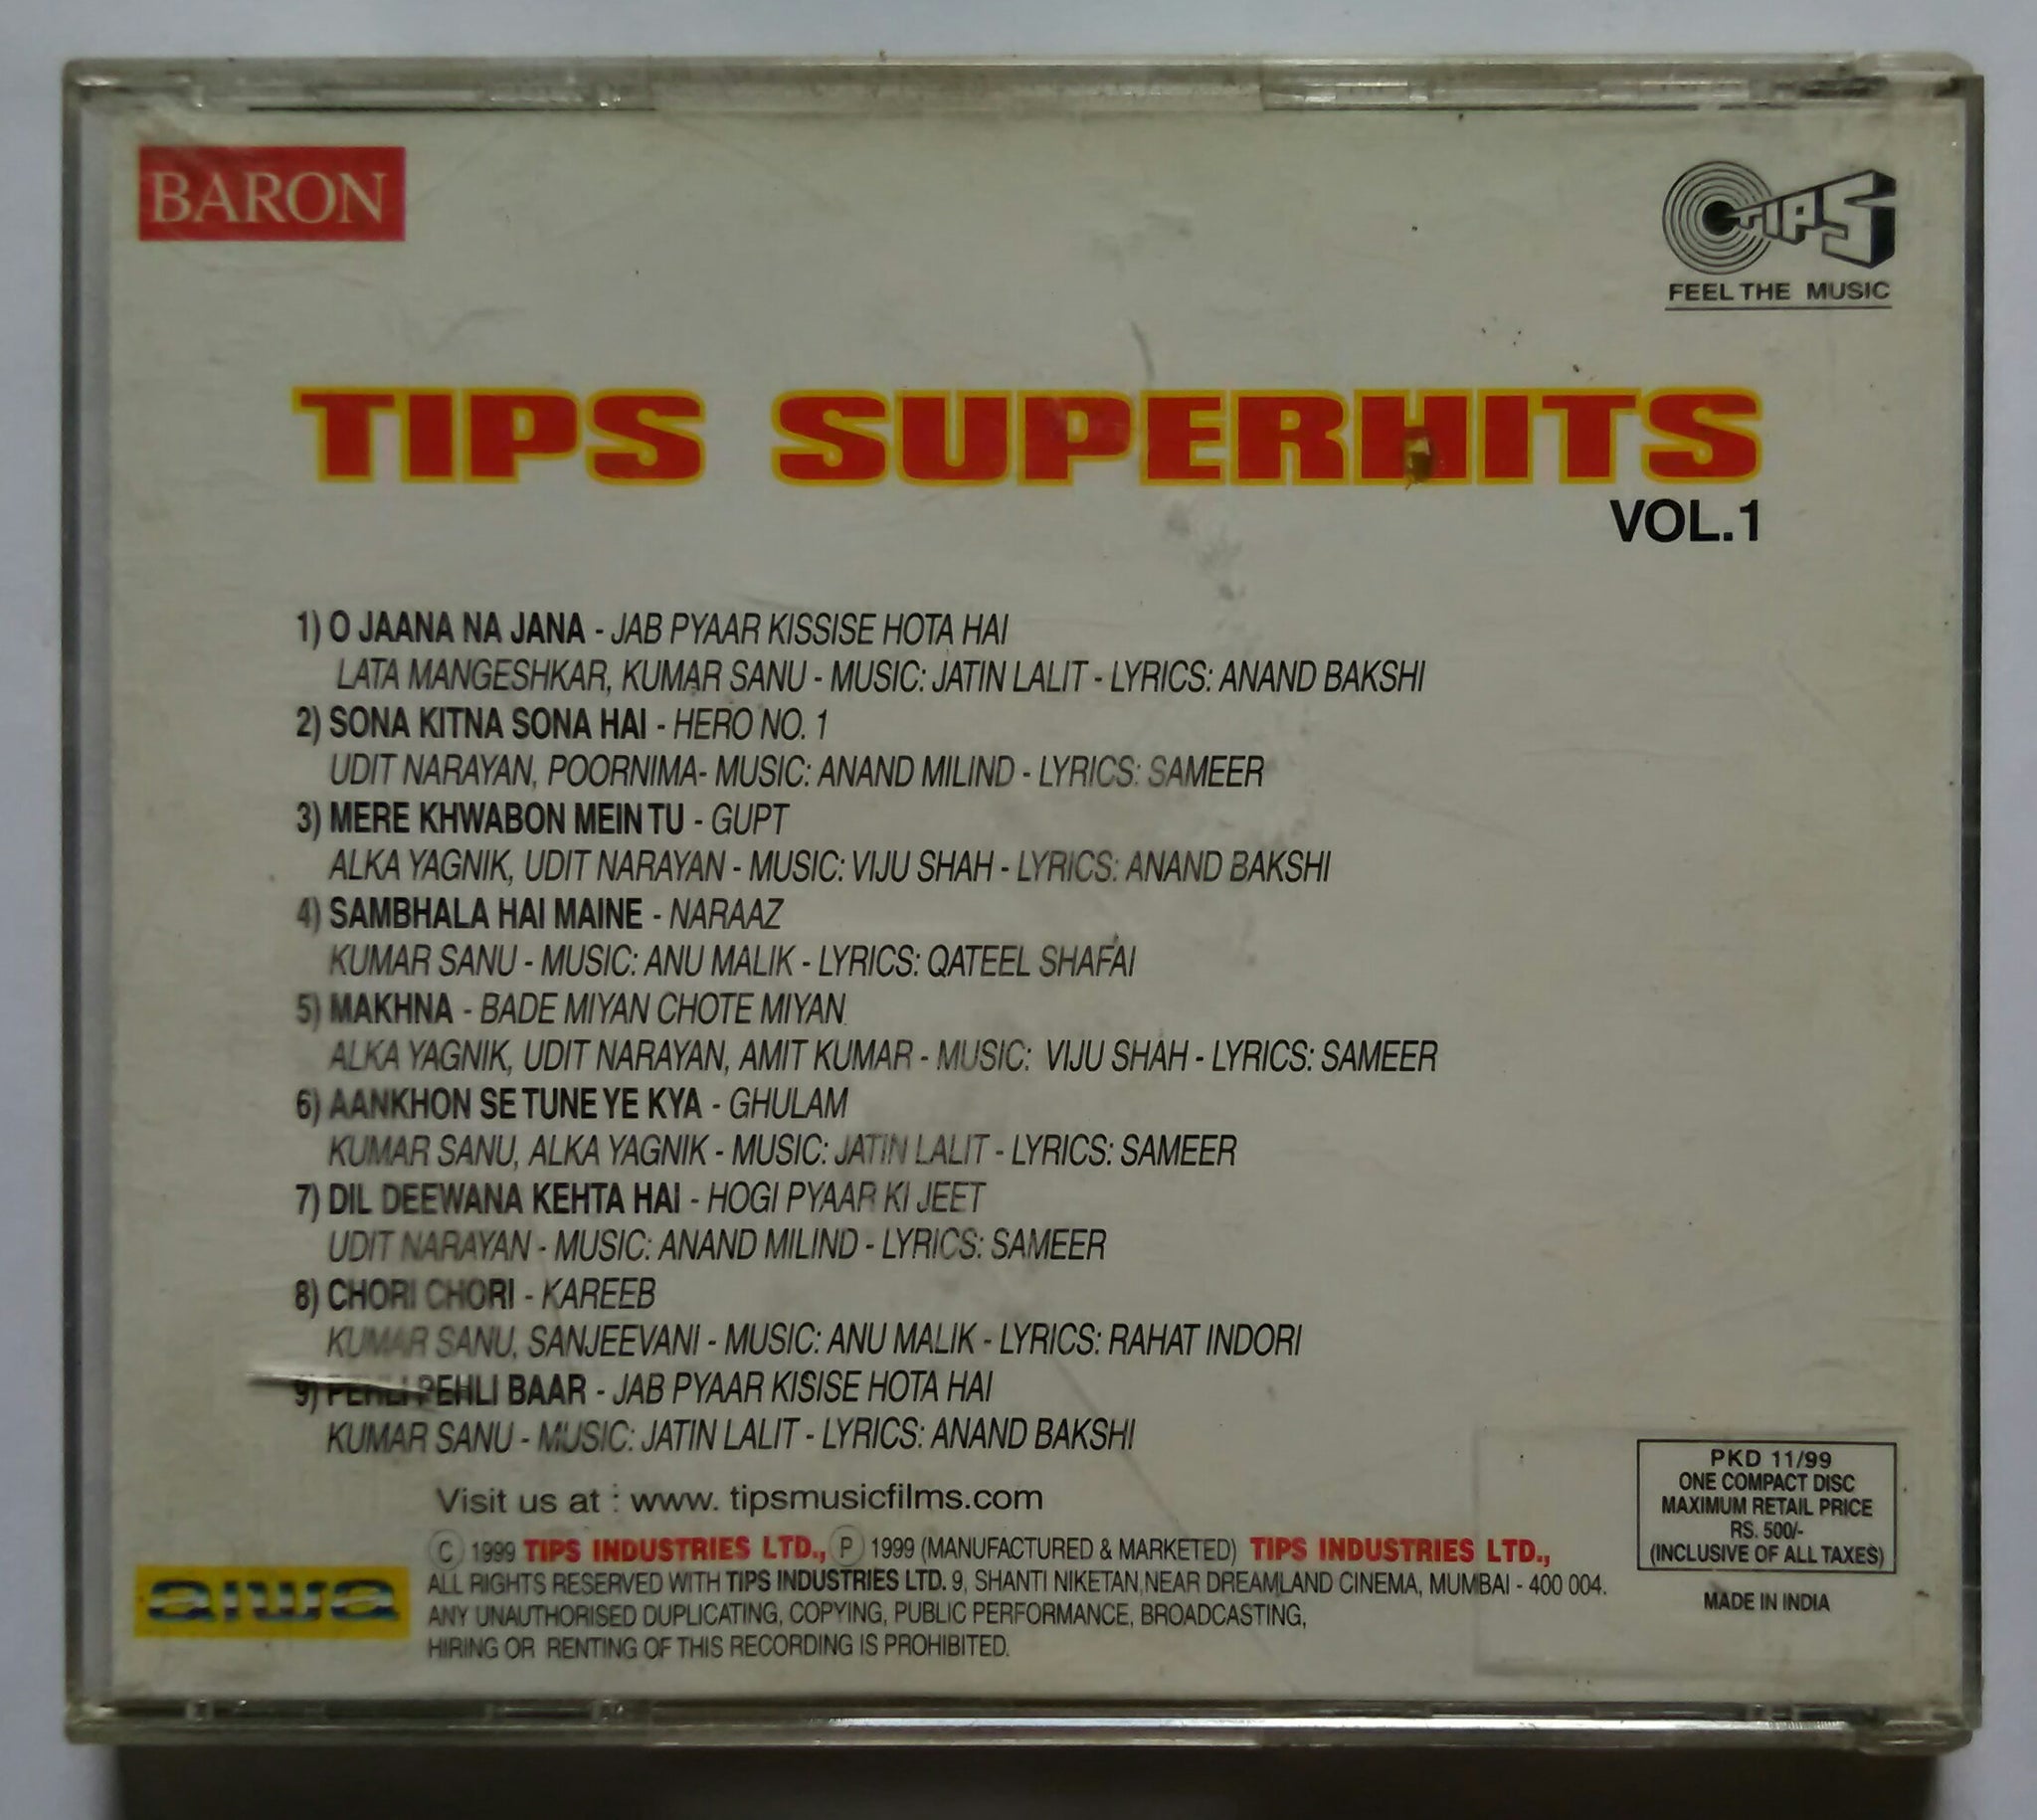 BARON
TIPS
FEEL THE MUSIC
TIPS SUPERHITS
VOL.1
1) O JAANA NA JANA - JAB PYAAR KISSISE HOTA HAI
LATA MANGESHKAR, KUMAR SANU - MUSIC: JATIN LALIT - LYRICS: ANAND BAKSHI
2) SONA KITNA SONA HAI - HERO NO. 1
UDIT NARAYAN, POORNIMA- MUSIC: ANAND MILIND - LYRICS: SAMEER
3) MERE KHWABON MEIN TU - GUPT
ALKA YAGNIK, UDIT NARAYAN - MUSIC: VIJU SHAH - LYRICS: ANAND BAKSHI
4) SAMBHALA HAI MAINE - NARAAZ
KUMAR SANU - MUSIC: ANU MALIK - LYRICS: QATEEL SHAFAI
5) MAKHNA - BADE MIYAN CHOTE MIYAN
ALKA YAGNIK, UDIT NARAYAN, AMIT KUMAR - MUSIC: VIJU SHAH - LYRICS: SAMEER
6) AANKHON SE TUNE YE KYA - GHULAM
KUMAR SANU, ALKA YAGNIK - MUSIC: JATIN LALIT - LYRICS: SAMEER
7) DIL DEEWANA KEHTA HAI - HOGI PYAAR KI JEET
UDIT NARAYAN - MUSIC: ANAND MILIND - LYRICS: SAMEER
8) CHORI CHORI - KAREEB
KUMAR SANU, SANJEEVANI - MUSIC: ANU MALIK - LYRICS: RAHAT INDORI
9) PEHLI PEHLI BAAR - JAB PYAAR KISISE HOTA HAI
KUMAR SANU - MUSIC: JATIN LALIT - LYRICS: ANAND BAKSHI
Visit us at : www. tipsmusicfilms.com
Ⓒ 1999 TIPS INDUSTRIES LTD., Ⓟ 1999 (MANUFACTURED & MARKETED) TIPS INDUSTRIES LTD.,
ALL RIGHTS RESERVED WITH TIPS INDUSTRIES LTD. 9, SHANTI NIKETAN, NEAR DREAMLAND CINEMA, MUMBAI - 400 004.
ANY UNAUTHORISED DUPLICATING, COPYING, PUBLIC PERFORMANCE, BROADCASTING,
HIRING OR RENTING OF THIS RECORDING IS PROHIBITED.
aiwa
PKD 11/99
ONE COMPACT DISC
MAXIMUM RETAIL PRICE
RS. 500/-
(INCLUSIVE OF ALL TAXES)
MADE IN INDIA